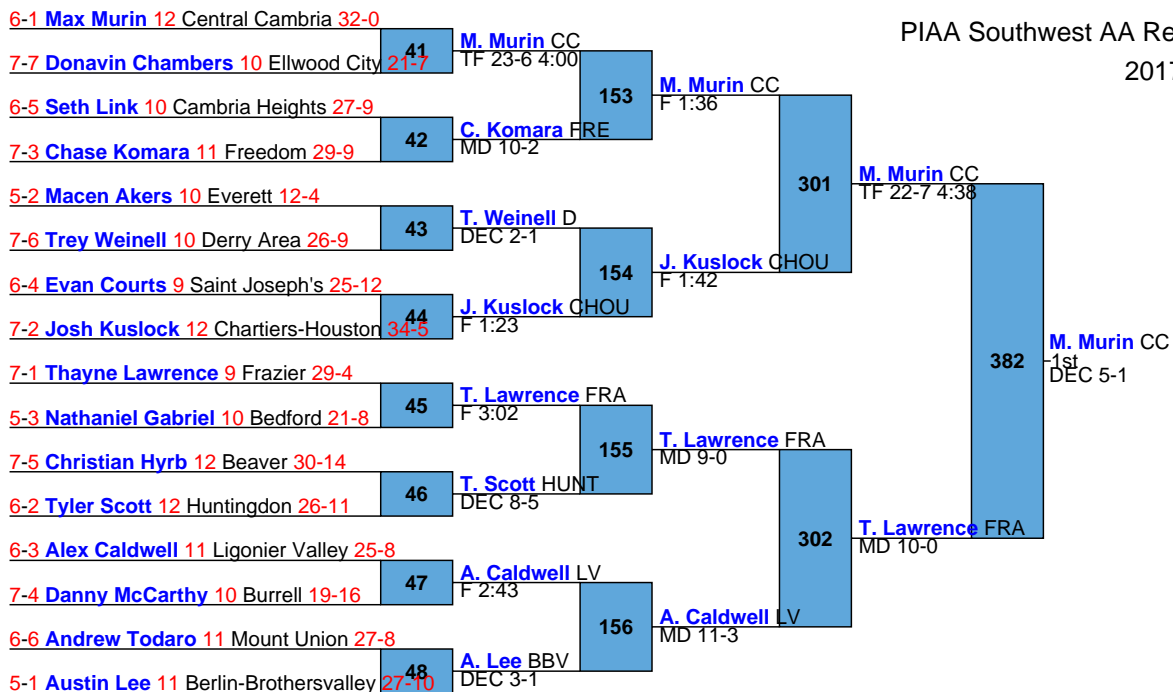 PIAA Southwest AA Re
2017
6-1 Max Murin 12 Central Cambria 32-0
7-7 Donavin Chambers 10 Ellwood City 21-7
6-5 Seth Link 10 Cambria Heights 27-9
7-3 Chase Komara 11 Freedom 29-9
5-2 Macen Akers 10 Everett 12-4
7-6 Trey Weinell 10 Derry Area 26-9
6-4 Evan Courts 9 Saint Joseph's 25-12
7-2 Josh Kuslock 12 Chartiers-Houston 34-5
7-1 Thayne Lawrence 9 Frazier 29-4
5-3 Nathaniel Gabriel 10 Bedford 21-8
7-5 Christian Hyrb 12 Beaver 30-14
6-2 Tyler Scott 12 Huntingdon 26-11
6-3 Alex Caldwell 11 Ligonier Valley 25-8
7-4 Danny McCarthy 10 Burrell 19-16
6-6 Andrew Todaro 11 Mount Union 27-8
5-1 Austin Lee 11 Berlin-Brothersvalley 27-10
41
42
43
44
45
46
47
48
M. Murin CC
TF 23-6 4:00
C. Komara FRE
MD 10-2
T. Weinell D
DEC 2-1
J. Kuslock CHOU
F 1:23
T. Lawrence FRA
F 3:02
T. Scott HUNT
DEC 8-5
A. Caldwell LV
F 2:43
A. Lee BBV
DEC 3-1
153
154
155
156
M. Murin CC
F 1:36
J. Kuslock CHOU
F 1:42
T. Lawrence FRA
MD 9-0
A. Caldwell LV
MD 11-3
301
302
M. Murin CC
TF 22-7 4:38
T. Lawrence FRA
MD 10-0
382
M. Murin CC
1st
DEC 5-1